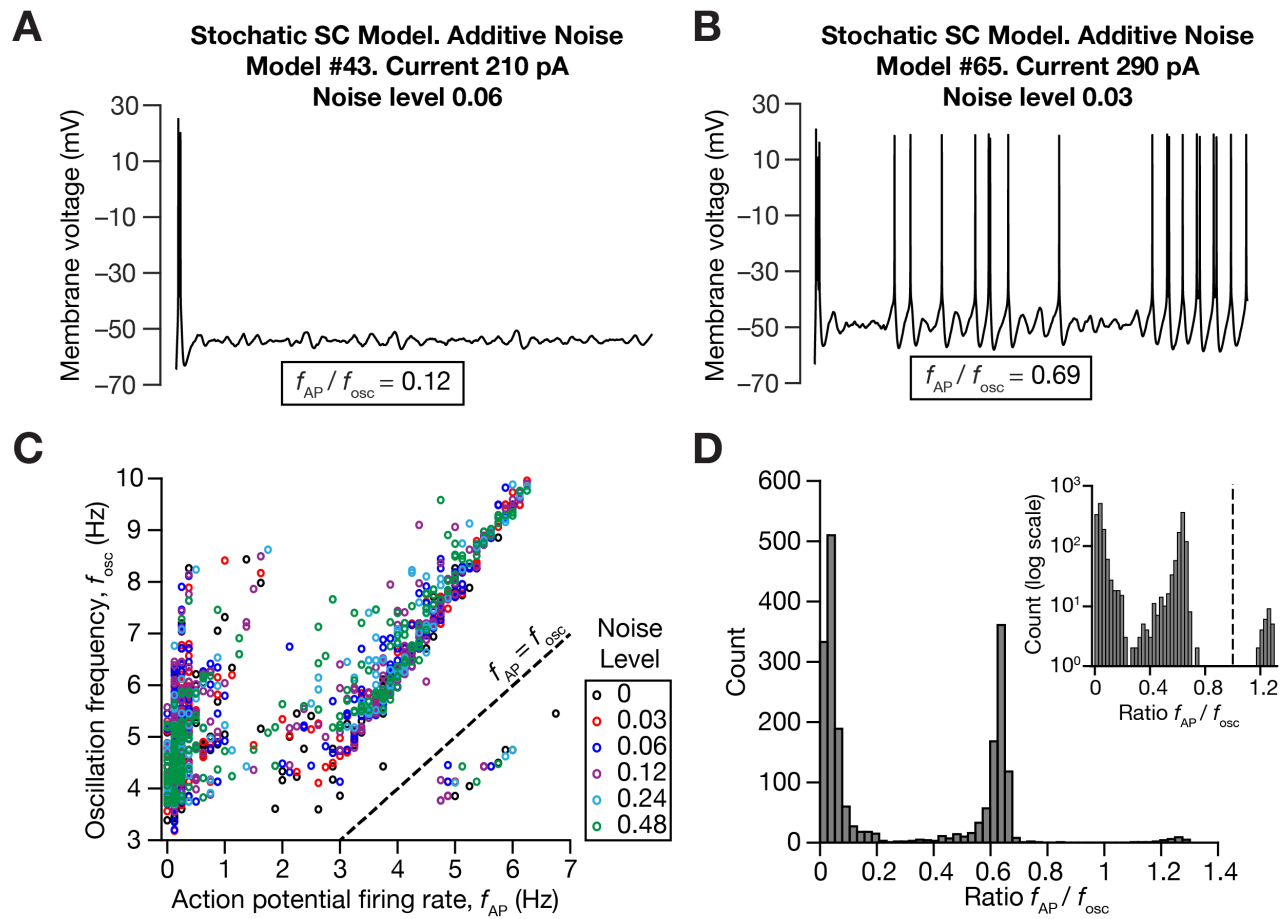 A
Stochastic SC Model. Additive Noise
Model #43. Current 210 pA
Noise level 0.06
Membrane voltage (mV)
30
10
−10
−30
−50
−70
fAP / fosc = 0.12
B
Stochastic SC Model. Additive Noise
Model #65. Current 290 pA
Noise level 0.03
Membrane voltage (mV)
30
10
−10
−30
−50
−70
fAP / fosc = 0.69
C
Oscillation frequency, fosc (Hz)
10
9
8
7
6
5
4
3
0 1 2 3 4 5 6 7
Action potential firing rate, fAP (Hz)
fAP = fosc
Noise
Level
0
0.03
0.06
0.12
0.24
0.48
D
Count
600
500
400
300
200
100
0
0 0.2 0.4 0.6 0.8 1 1.2 1.4
Ratio fAP / fosc
Count (log scale)
10³
10²
10¹
10⁰
0 0.4 0.8 1.2
Ratio fAP / fosc